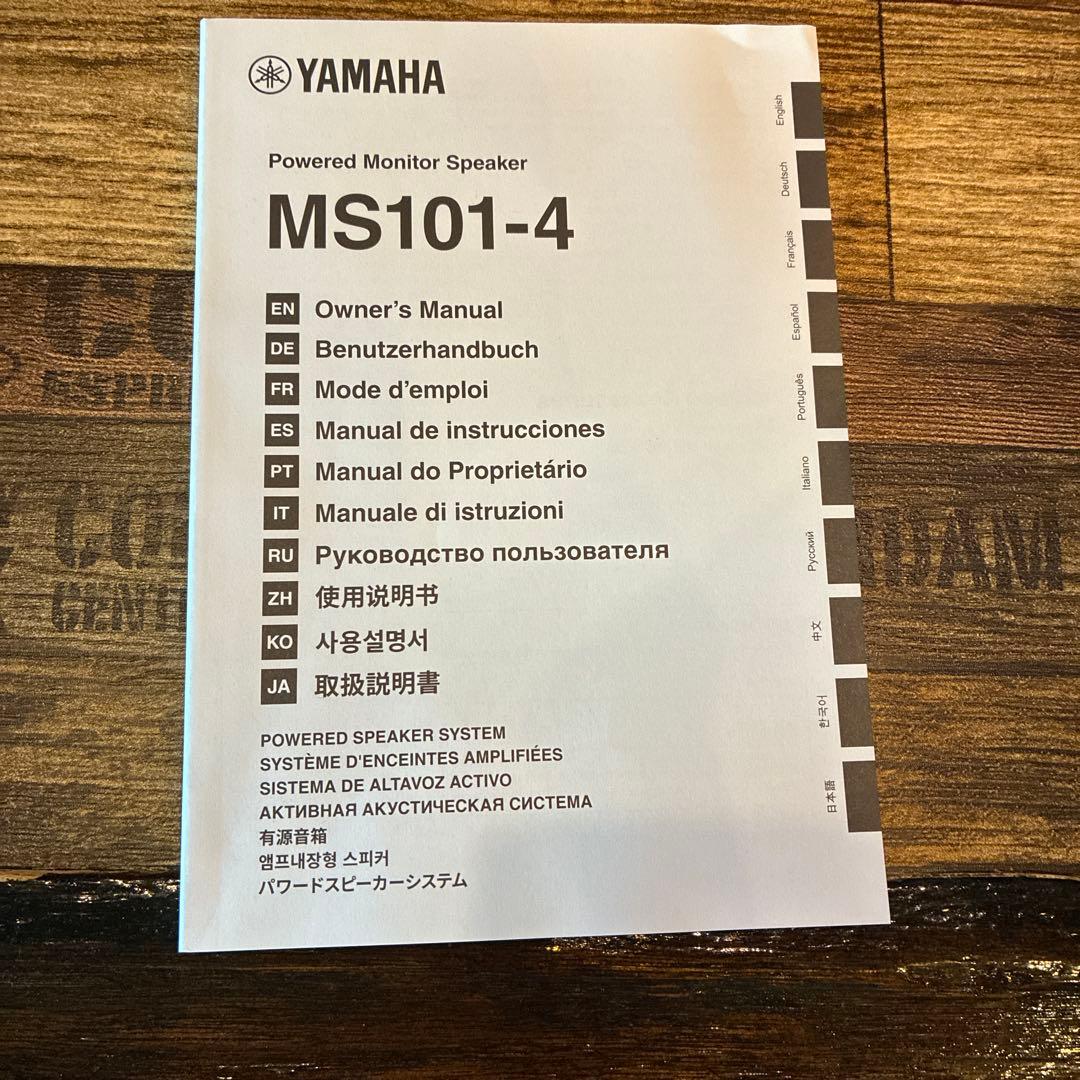 YAMAHA
Powered Monitor Speaker
MS101-4
EN Owner's Manual
DE Benutzerhandbuch
FR Mode d'emploi
ES Manual de instrucciones
PT Manual do Proprietário
IT Manuale di istruzioni
RU Руководство пользователя
ZH 使用说明书
KO 사용설명서
JA 取扱説明書
POWERED SPEAKER SYSTEM
SYSTÈME D'ENCEINTES AMPLIFIÉES
SISTEMA DE ALTAVOZ ACTIVO
АКТИВНАЯ АКУСТИЧЕСКАЯ СИСТЕМА
有源音箱
앰프내장형 스피커
パワードスピーカーシステム
English
Deutsch
Français
Español
Português
Italiano
Русский
中文
한국어
日本語